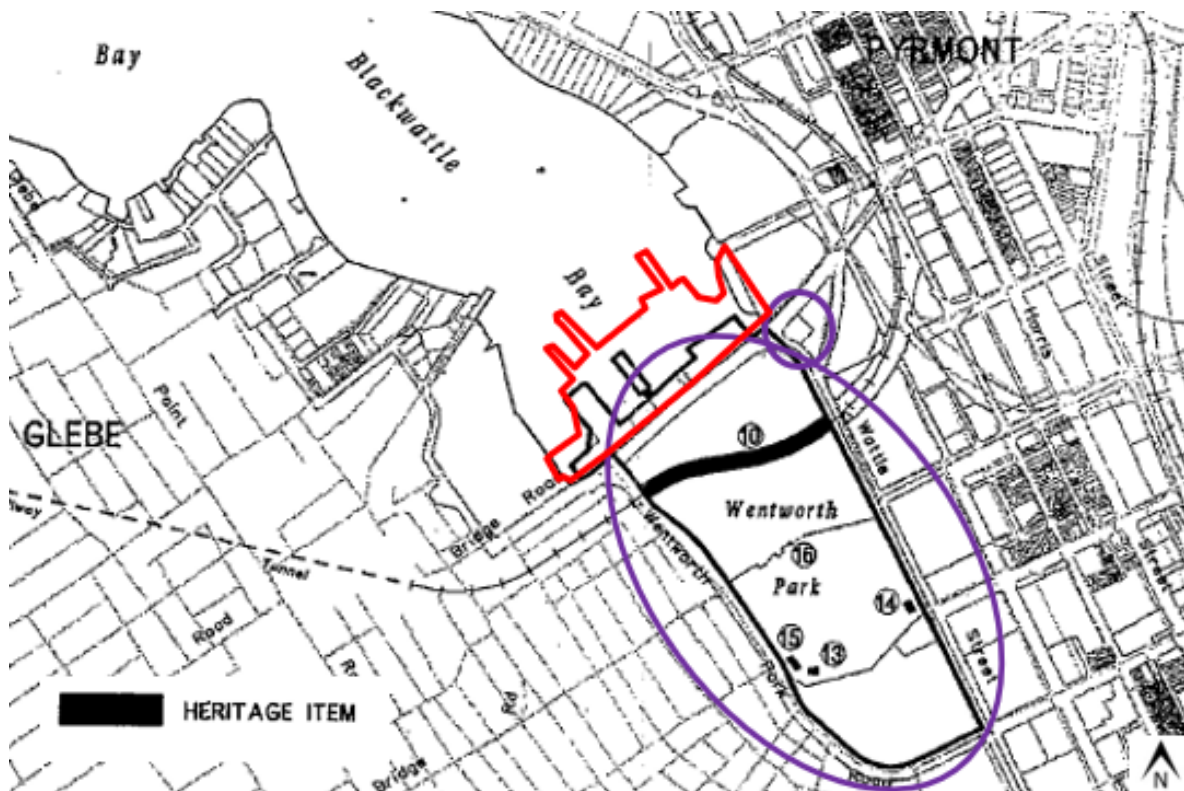 Bay
Blackwattle
Bay
PYRMONT
Street
Harris
GLEBE
Point
Road
Bridge
Road
Tunnel
Road
Rd
Bridge
10
Wattle
Street
Wentworth
Park
Wentworth
Park
16
14
15
13
Street
HERITAGE ITEM
N